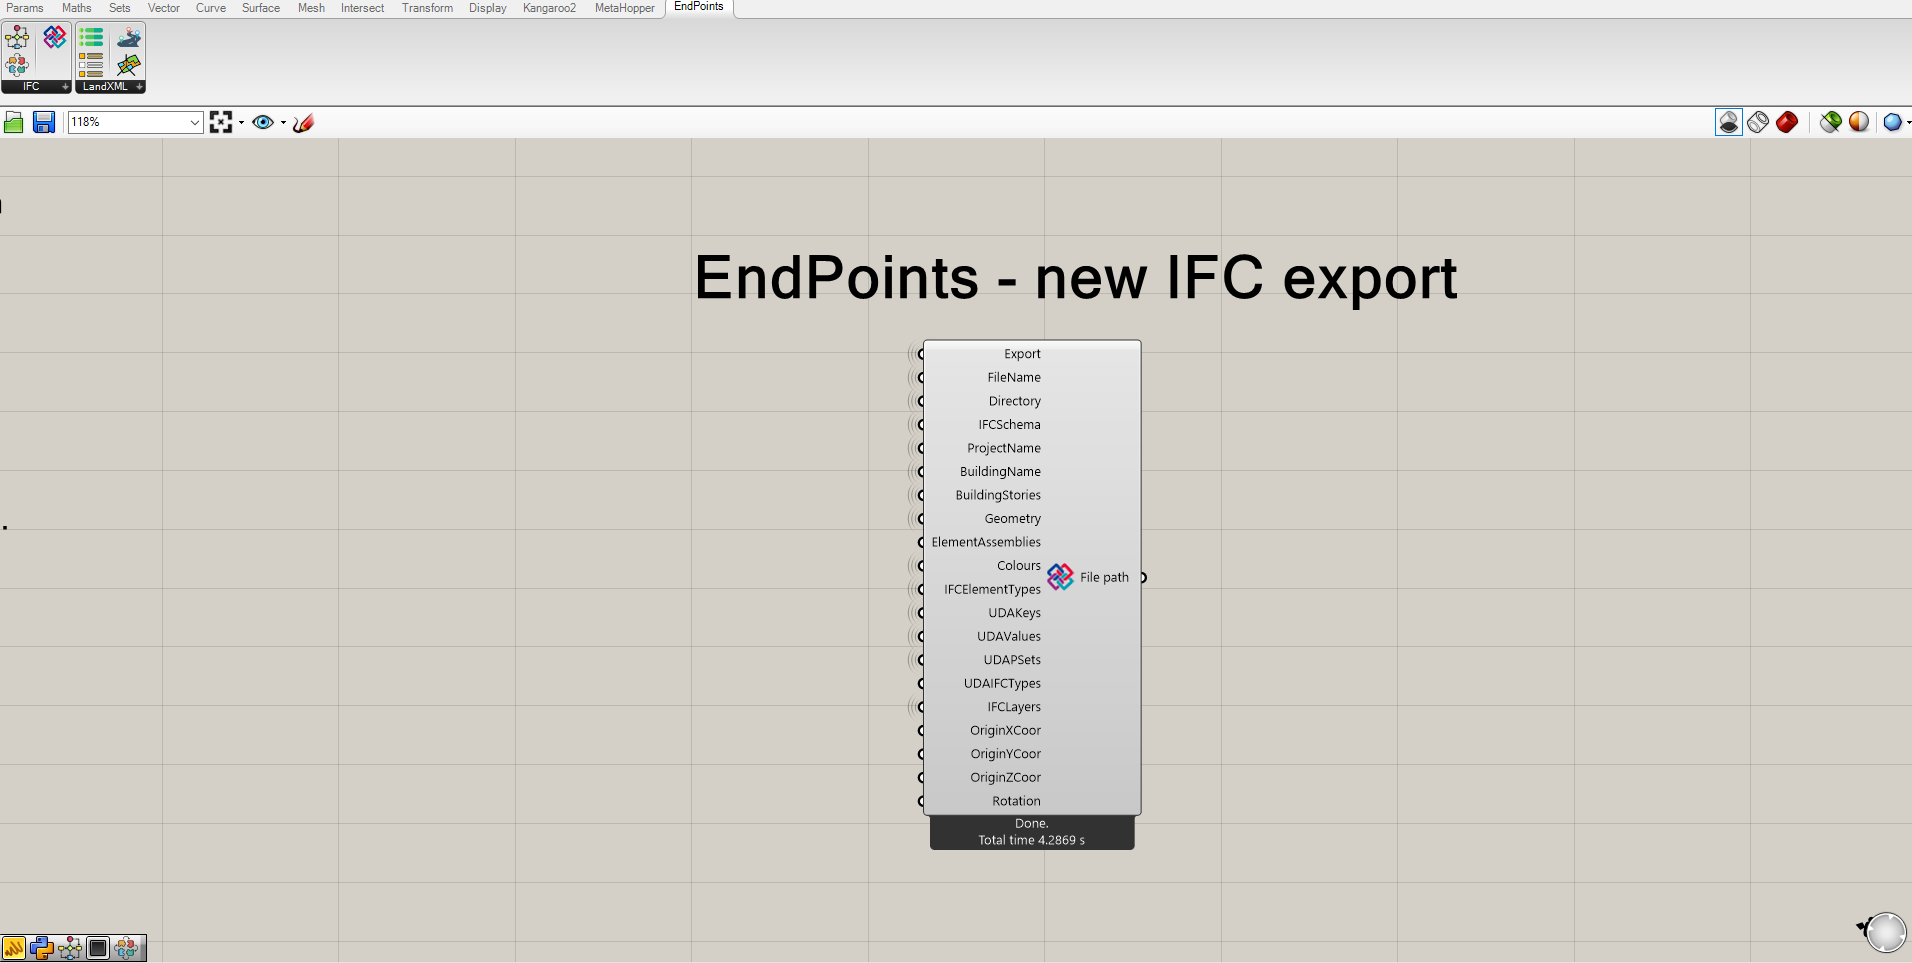 Params Maths Sets Vector Curve Surface Mesh Intersect Transform Display Kangaroo2 MetaHopper EndPoints
IFC LandXML
118%
EndPoints - new IFC export
Export
FileName
Directory
IFCSchema
ProjectName
BuildingName
BuildingStories
Geometry
ElementAssemblies
Colours
File path
IFCElementTypes
UDAKeys
UDAValues
UDAPSets
UDAIFCTypes
IFCLayers
OriginXCoor
OriginYCoor
OriginZCoor
Rotation
Done.
Total time 4.2869 s